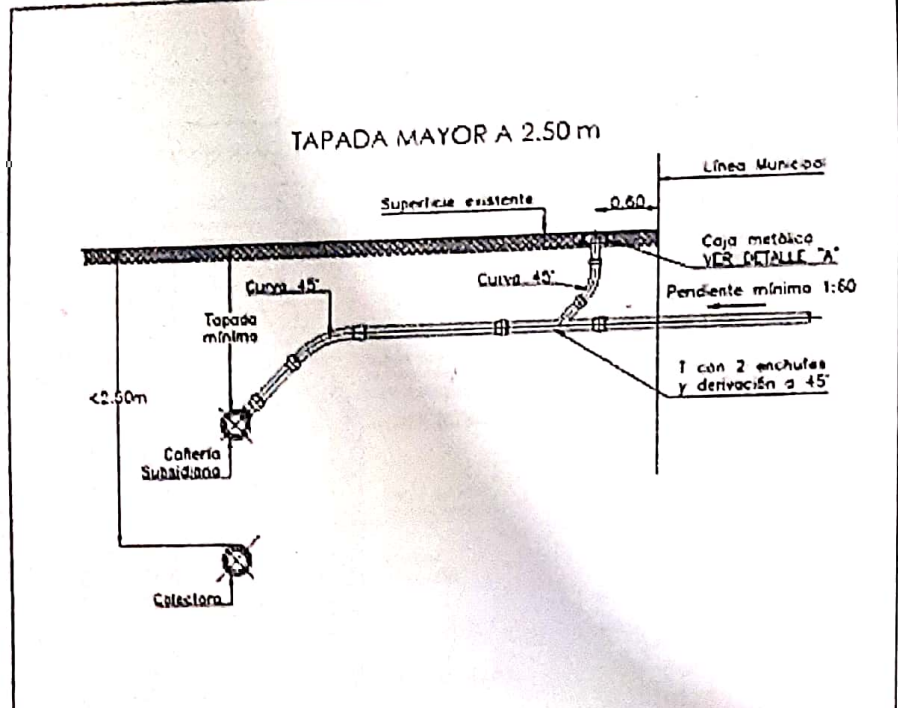 TAPADA MAYOR A 2.50 m
Línea Municipal
Superficie existente
0.60
Caja metálica
VER DETALLE "A"
Curva 45°
Curva 45°
Pendiente mínima 1:60
Tapada
mínima
T con 2 enchufes
y derivación a 45°
<2.50m
Cañería
Subsidiaria
Colectora